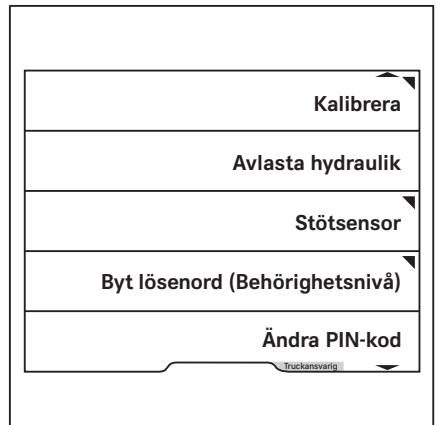 Kalibrera
Avlasta hydraulik
Stötsensor
Byt lösenord (Behörighetsnivå)
Ändra PIN-kod
Truckansvarig